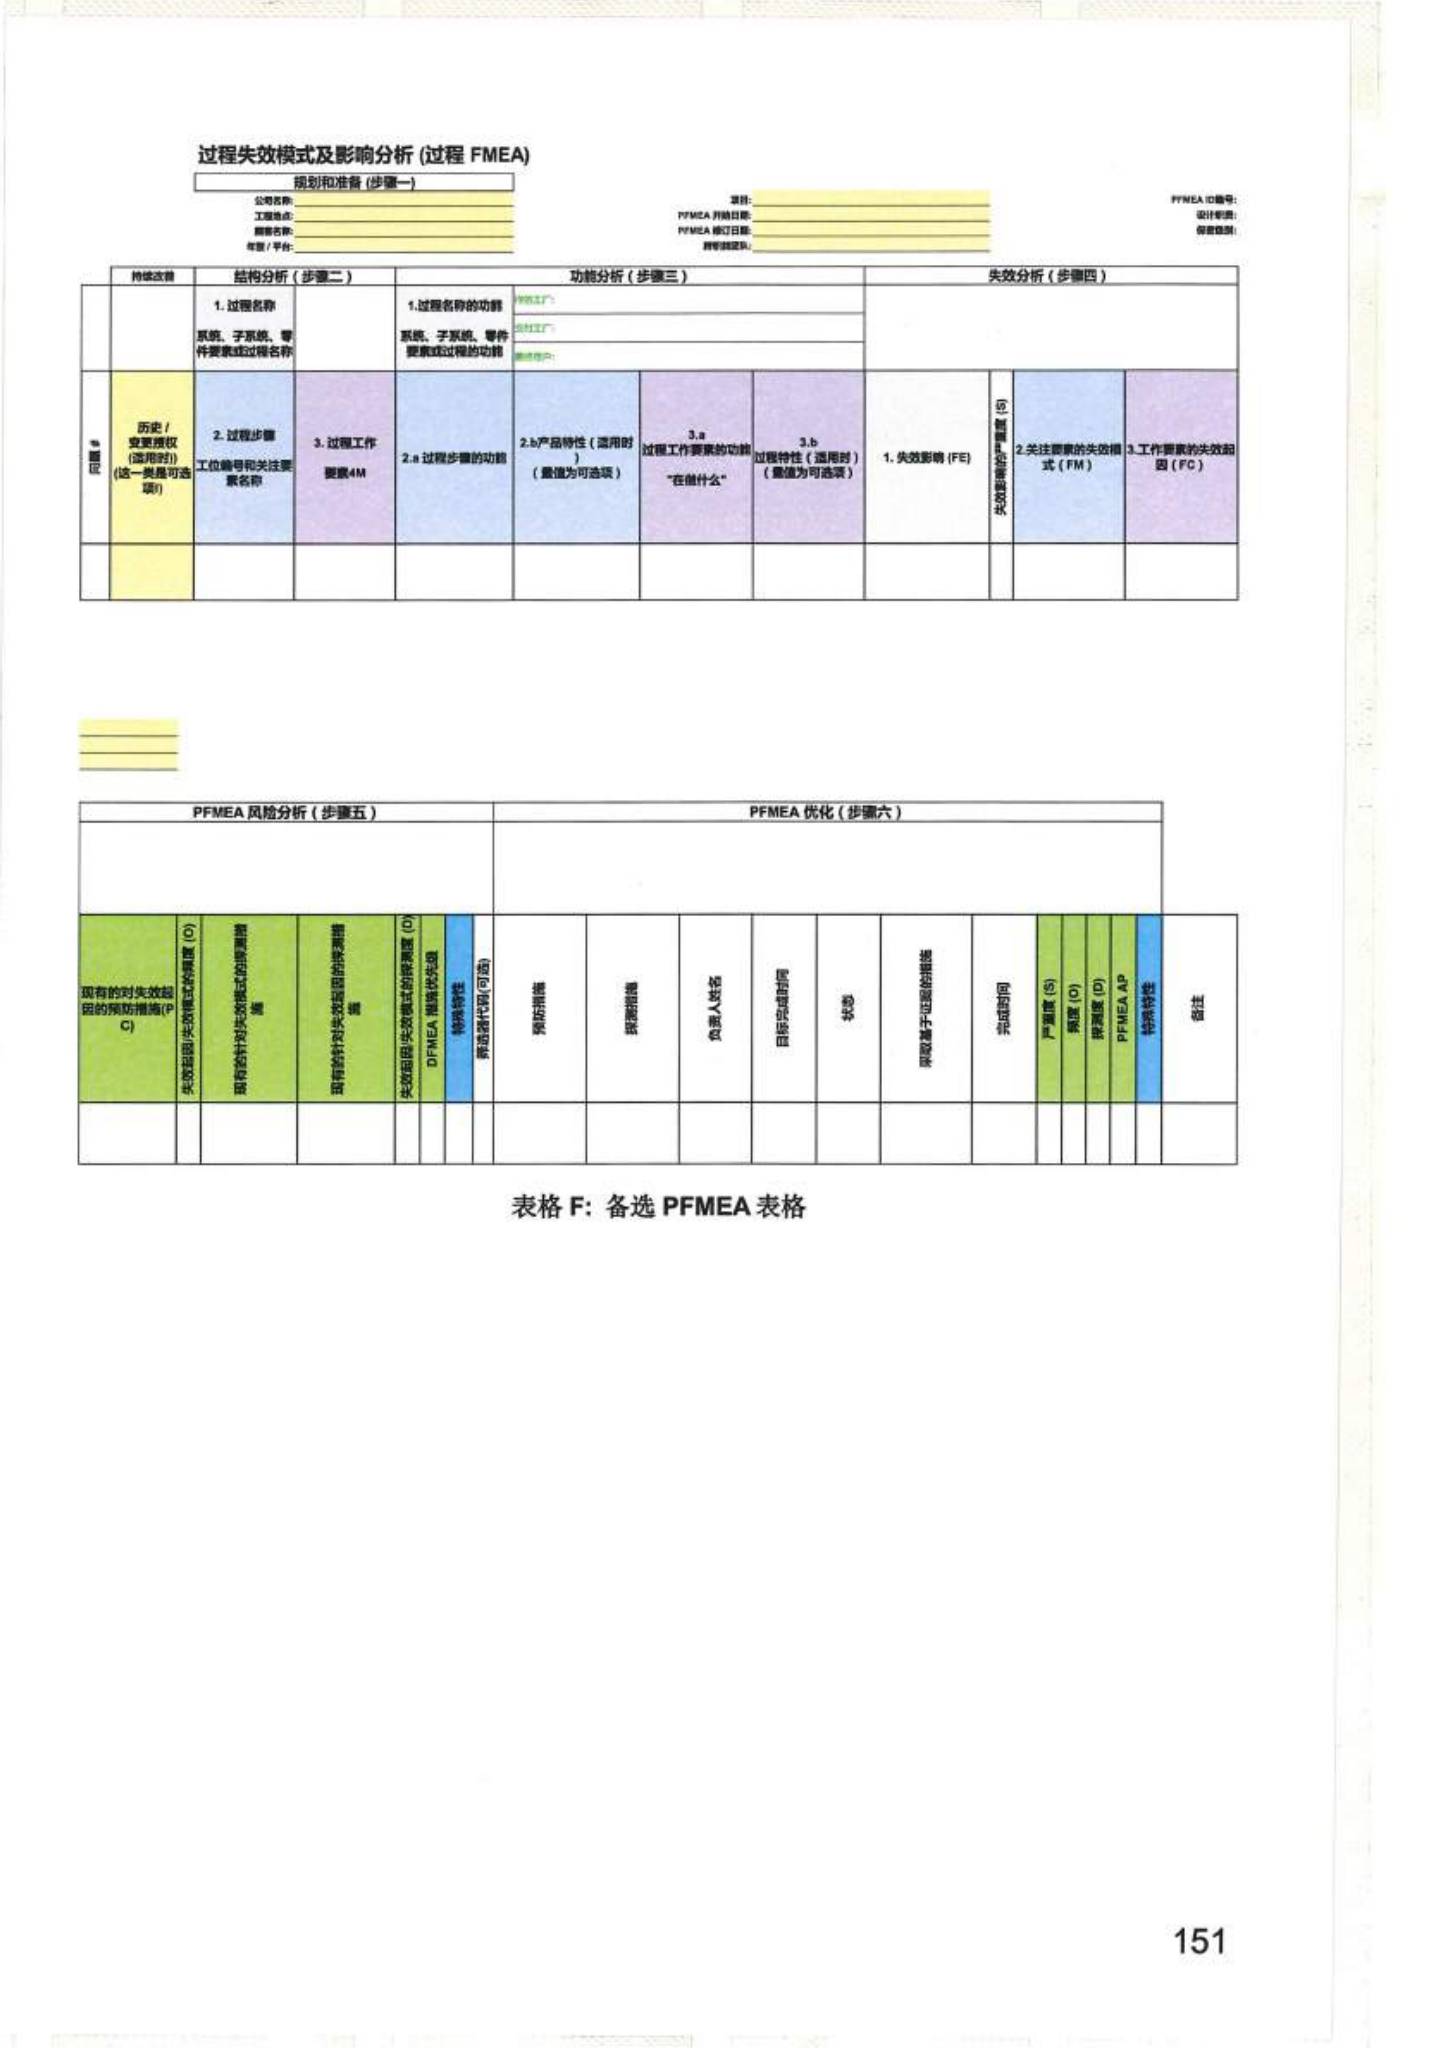 过程失效模式及影响分析 (过程 FMEA)
规划和准备 (步骤一)
公司名称:
工程地点:
顾客名称:
年型 / 平台:
项目:
PFMEA 开始日期:
PFMEA 修订日期:
跨职能团队:
PFMEA ID编号:
设计职责:
保密级别:
持续改善
结构分析 ( 步骤二 )
功能分析 ( 步骤三 )
失效分析 ( 步骤四 )
1. 过程名称
系统、子系统、零
件要素或过程名称
1.过程名称的功能
系统、子系统、零件
要素或过程的功能
交付工厂:
最终用户:
问题 #
历史 /
变更授权
(适用时))
(这一类是可选
项!)
2. 过程步骤
工位编号和关注要
素名称
3. 过程工作
要素4M
2.a 过程步骤的功能
2.b产品特性 ( 适用时
)
( 量值为可选项 )
3.a
过程工作要素的功能
"在做什么"
3.b
过程特性 ( 适用时 )
( 量值为可选项 )
1. 失效影响 (FE)
失效影响的严重度 (S)
2.关注要素的失效模
式 ( FM )
3.工作要素的失效起
因 ( FC )
PFMEA 风险分析 ( 步骤五 )
PFMEA 优化 ( 步骤六 )
现有的对失效起
因的预防措施(P
C)
失效起因/失效模式的频度 (O)
现有的针对失效模式的探测措
施
现有的针对失效起因的探测措
施
失效起因/失效模式的探测度 (D)
DFMEA 措施优先级
特殊特性
筛选器代码(可选)
预防措施
探测措施
负责人姓名
目标完成时间
状态
采取基于证据的措施
完成时间
严重度 (S)
频度 (O)
探测度 (D)
PFMEA AP
特殊特性
备注
表格 F: 备选 PFMEA 表格
151